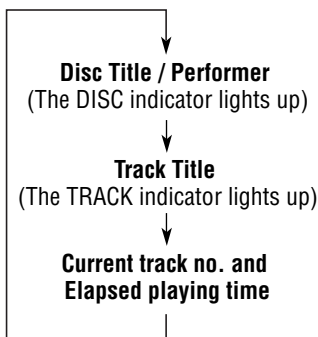 Disc Title / Performer
(The DISC indicator lights up)
Track Title
(The TRACK indicator lights up)
Current track no. and
Elapsed playing time